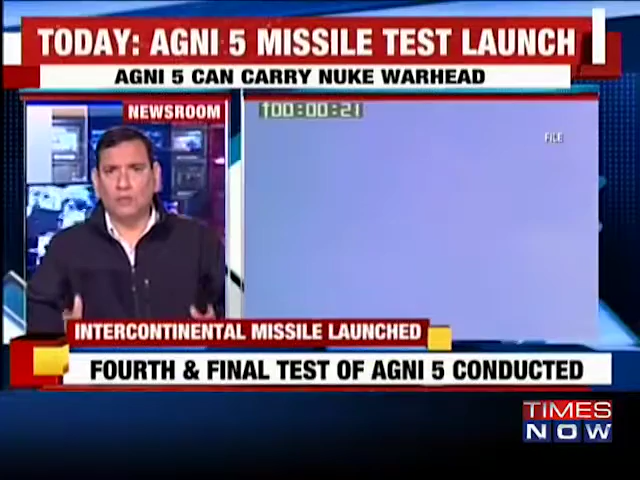 TODAY: AGNI 5 MISSILE TEST LAUNCH
AGNI 5 CAN CARRY NUKE WARHEAD
NEWSROOM
T00:00:21
FILE
INTERCONTINENTAL MISSILE LAUNCHED
FOURTH & FINAL TEST OF AGNI 5 CONDUCTED
TIMES
NOW